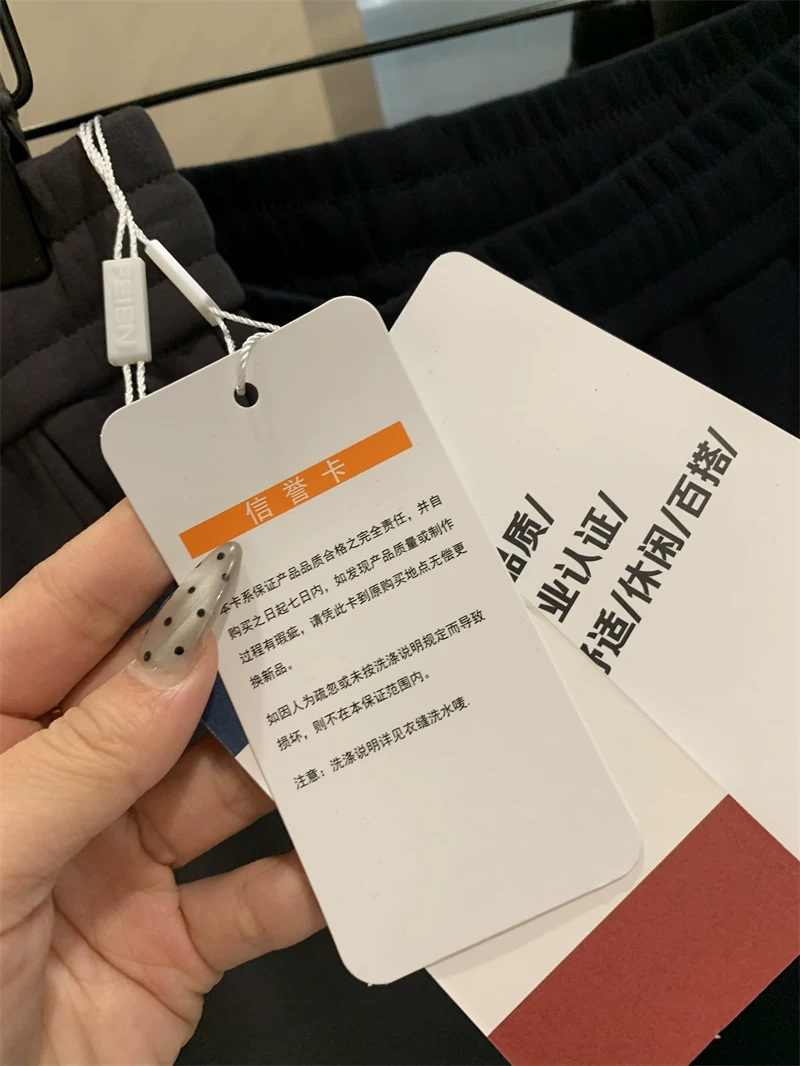 EIEN
信誉卡
本卡系保证产品品质合格之完全责任，并自
购买之日起七日内，如发现产品质量或制作
过程有瑕疵，请凭此卡到原购买地点无偿更
换新品。
如因人为疏忽或未按洗涤说明规定而导致
损坏，则不在本保证范围内。
注意：洗涤说明详见衣缝洗水唛.
品质/
业认证/
舒适/休闲/百搭/